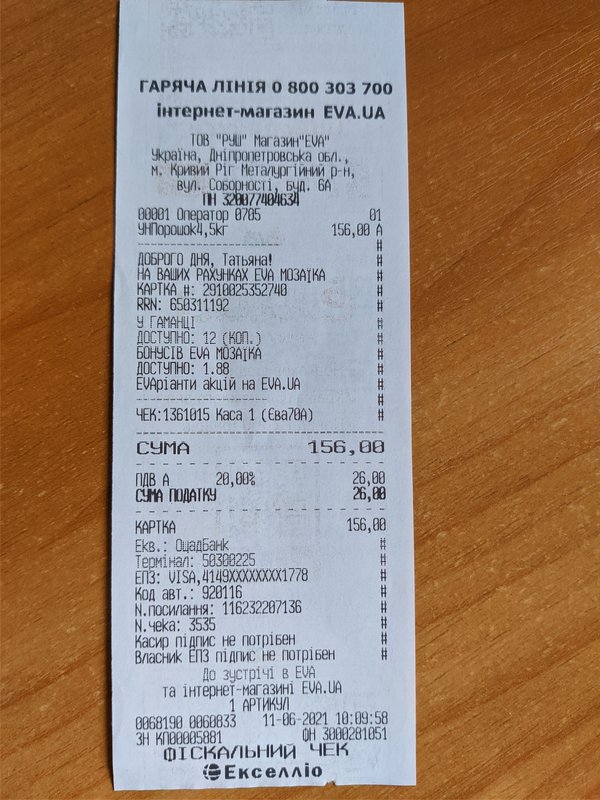 ГАРЯЧА ЛІНІЯ 0 800 303 700
інтернет-магазин EVA.UA
ТОВ "РУШ" Магазин"EVA"
Україна, Дніпропетровська обл.,
м. Кривий Ріг Металургійний р-н,
вул. Соборності, буд. 6А
ПН 320077404634
00001 Оператор 0705 01
УНПорошок4,5кг 156,00 А
---------------------- #
ДОБРОГО ДНЯ, Татьяна! #
НА ВАШИХ РАХУНКАХ EVA МОЗАЇКА #
КАРТКА #: 2910025352740 #
RRN: 650311192 #
У ГАМАНЦІ #
ДОСТУПНО: 12 (КОП.) #
БОНУСІВ EVA МОЗАЇКА #
ДОСТУПНО: 1.88 #
EVAріанти акцій на EVA.UA #
---------------------- #
ЧЕК:1361015 Каса 1 (Єва70А) #
СУМА 156,00
ПДВ А 20,00% 26,00
СУМА ПОДАТКУ 26,00
КАРТКА 156,00
Екв.: ОщадБанк #
Термінал: 50300225 #
ЕПЗ: VISA,4149XXXXXXXX1778 #
Код авт.: 920116 #
N.посилання: 116232207136 #
N.чека: 3535 #
Касир підпис не потрібен #
Власник ЕПЗ підпис не потрібен #
До зустрічі в EVA
та інтернет-магазині EVA.UA
1 АРТИКУЛ
0068190 0060833 11-06-2021 10:09:58
ЗН КП00005881 ФН 3000281051
ФІСКАЛЬНИЙ ЧЕК
Екселліо